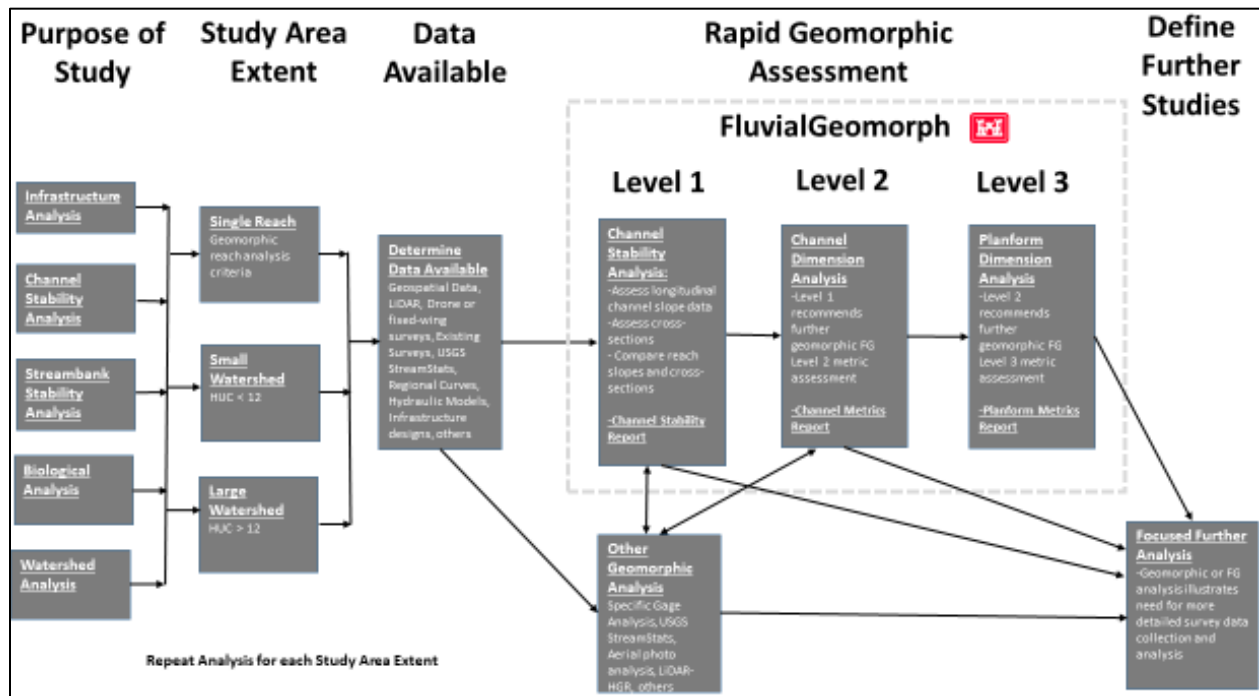 Purpose of
Study
Study Area
Extent
Data
Available
Rapid Geomorphic
Assessment
Define
Further
Studies
FluvialGeomorph
Level 1
Level 2
Level 3
Infrastructure
Analysis
Channel
Stability
Analysis
Streambank
Stability
Analysis
Biological
Analysis
Watershed
Analysis
Single Reach
Geomorphic
reach analysis
criteria
Small
Watershed
HUC < 12
Large
Watershed
HUC > 12
Determine
Data Available
Geospatial Data,
LiDAR, Drone or
fixed-wing
surveys, Existing
Surveys, USGS
StreamStats,
Regional Curves,
Hydraulic Models,
Infrastructure
designs, others
Channel
Stability
Analysis:
-Assess longitudinal
channel slope data
-Assess cross-
sections
- Compare reach
slopes and cross-
sections
-Channel Stability
Report
Channel
Dimension
Analysis
-Level 1
recommends
further
geomorphic FG
Level 2 metric
assessment
-Channel Metrics
Report
Planform
Dimension
Analysis
-Level 2
recommends
further
geomorphic FG
Level 3 metric
assessment
-Planform Metrics
Report
Other
Geomorphic
Analysis
Specific Gage
Analysis, USGS
StreamStats,
Aerial photo
analysis, LiDAR-
HGR, others
Focused Further
Analysis
-Geomorphic or FG
analysis illustrates
need for more
detailed survey data
collection and
analysis
Repeat Analysis for each Study Area Extent